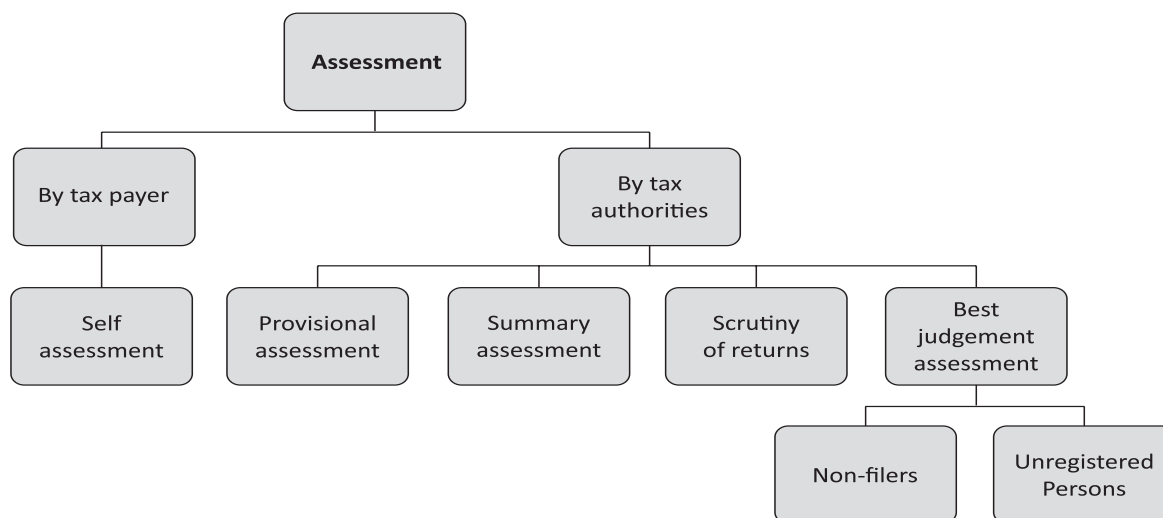 Assessment
By tax payer
By tax
authorities
Self
assessment
Provisional
assessment
Summary
assessment
Scrutiny
of returns
Best
judgement
assessment
Non-filers
Unregistered
Persons